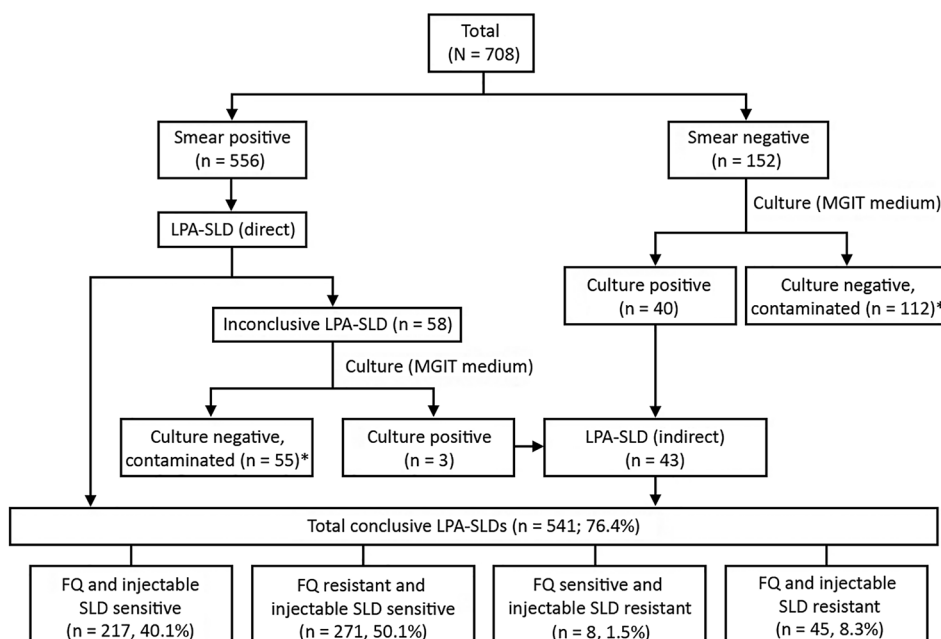 Total
(N = 708)
Smear positive
(n = 556)
Smear negative
(n = 152)
Culture (MGIT medium)
LPA-SLD (direct)
Culture positive
(n = 40)
Culture negative,
contaminated (n = 112)*
Inconclusive LPA-SLD (n = 58)
Culture (MGIT medium)
Culture negative,
contaminated (n = 55)*
Culture positive
(n = 3)
LPA-SLD (indirect)
n = 43)
Total conclusive LPA-SLDs (n = 541; 76.4%)
FQ and injectable
SLD sensitive
(n = 217, 40.1%)
FQ resistant and
injectable SLD sensitive
(n = 271, 50.1%)
FQ sensitive and
injectable SLD resistant
(n = 8, 1.5%)
FQ and injectable
SLD resistant
(n = 45, 8.3%)